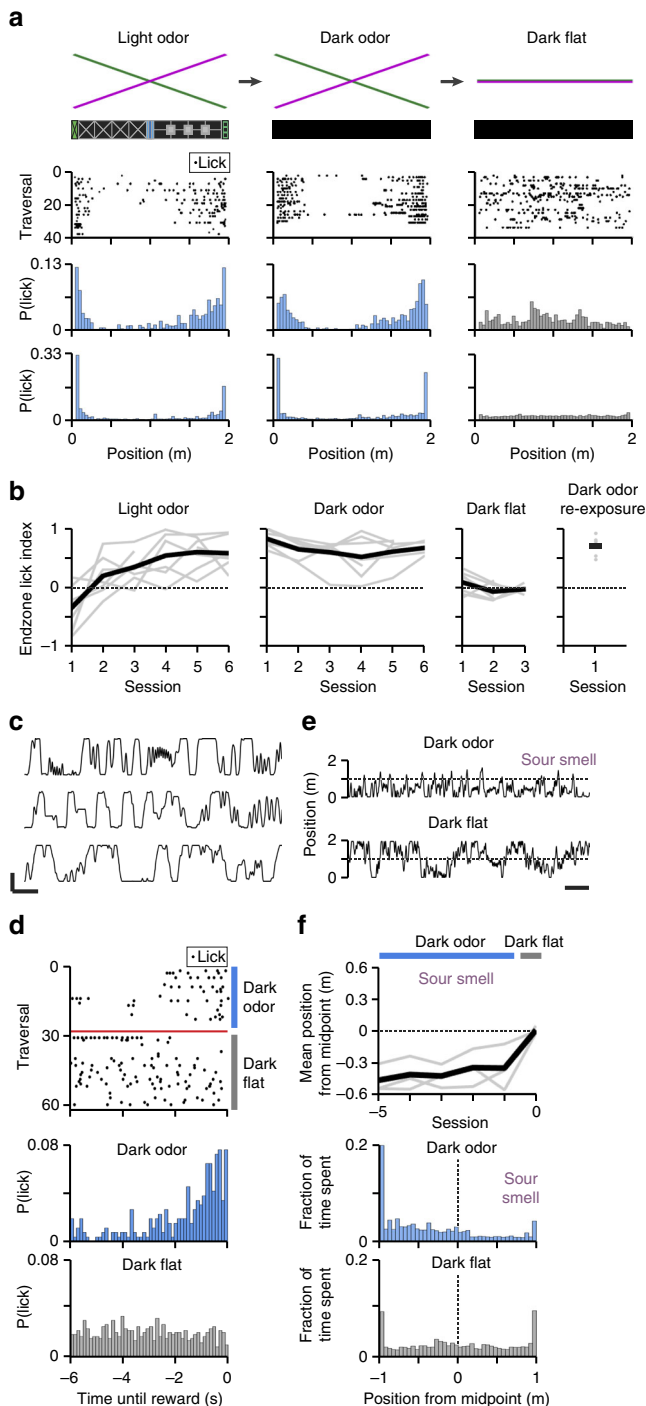 a
Light odor
Dark odor
Dark flat
•Lick
Traversal
0
20
40
P(lick)
0.13
0
P(lick)
0.33
0
0 2
0 2
0 2
Position (m)
Position (m)
Position (m)
b
Light odor
Dark odor
Dark flat
Dark odor
re-exposure
Endzone lick index
1
0
−1
1 2 3 4 5 6
1 2 3 4 5 6
1 2 3
1
Session
Session
Session
Session
c
e
Dark odor
Sour smell
2
0
Dark flat
Position (m)
2
0
d
•Lick
Traversal
0
30
60
Dark
odor
Dark
flat
P(lick)
0.08
0
Dark odor
P(lick)
0.08
0
Dark flat
−6 −4 −2 0
Time until reward (s)
f
Dark odor
Dark flat
Sour smell
Mean position
from midpoint (m)
0.6
0.3
0
−0.3
−0.6
−5 0
Session
Dark odor
Sour
smell
Fraction of
time spent
0.2
0
Dark flat
Fraction of
time spent
0.2
0
−1 0 1
Position from midpoint (m)